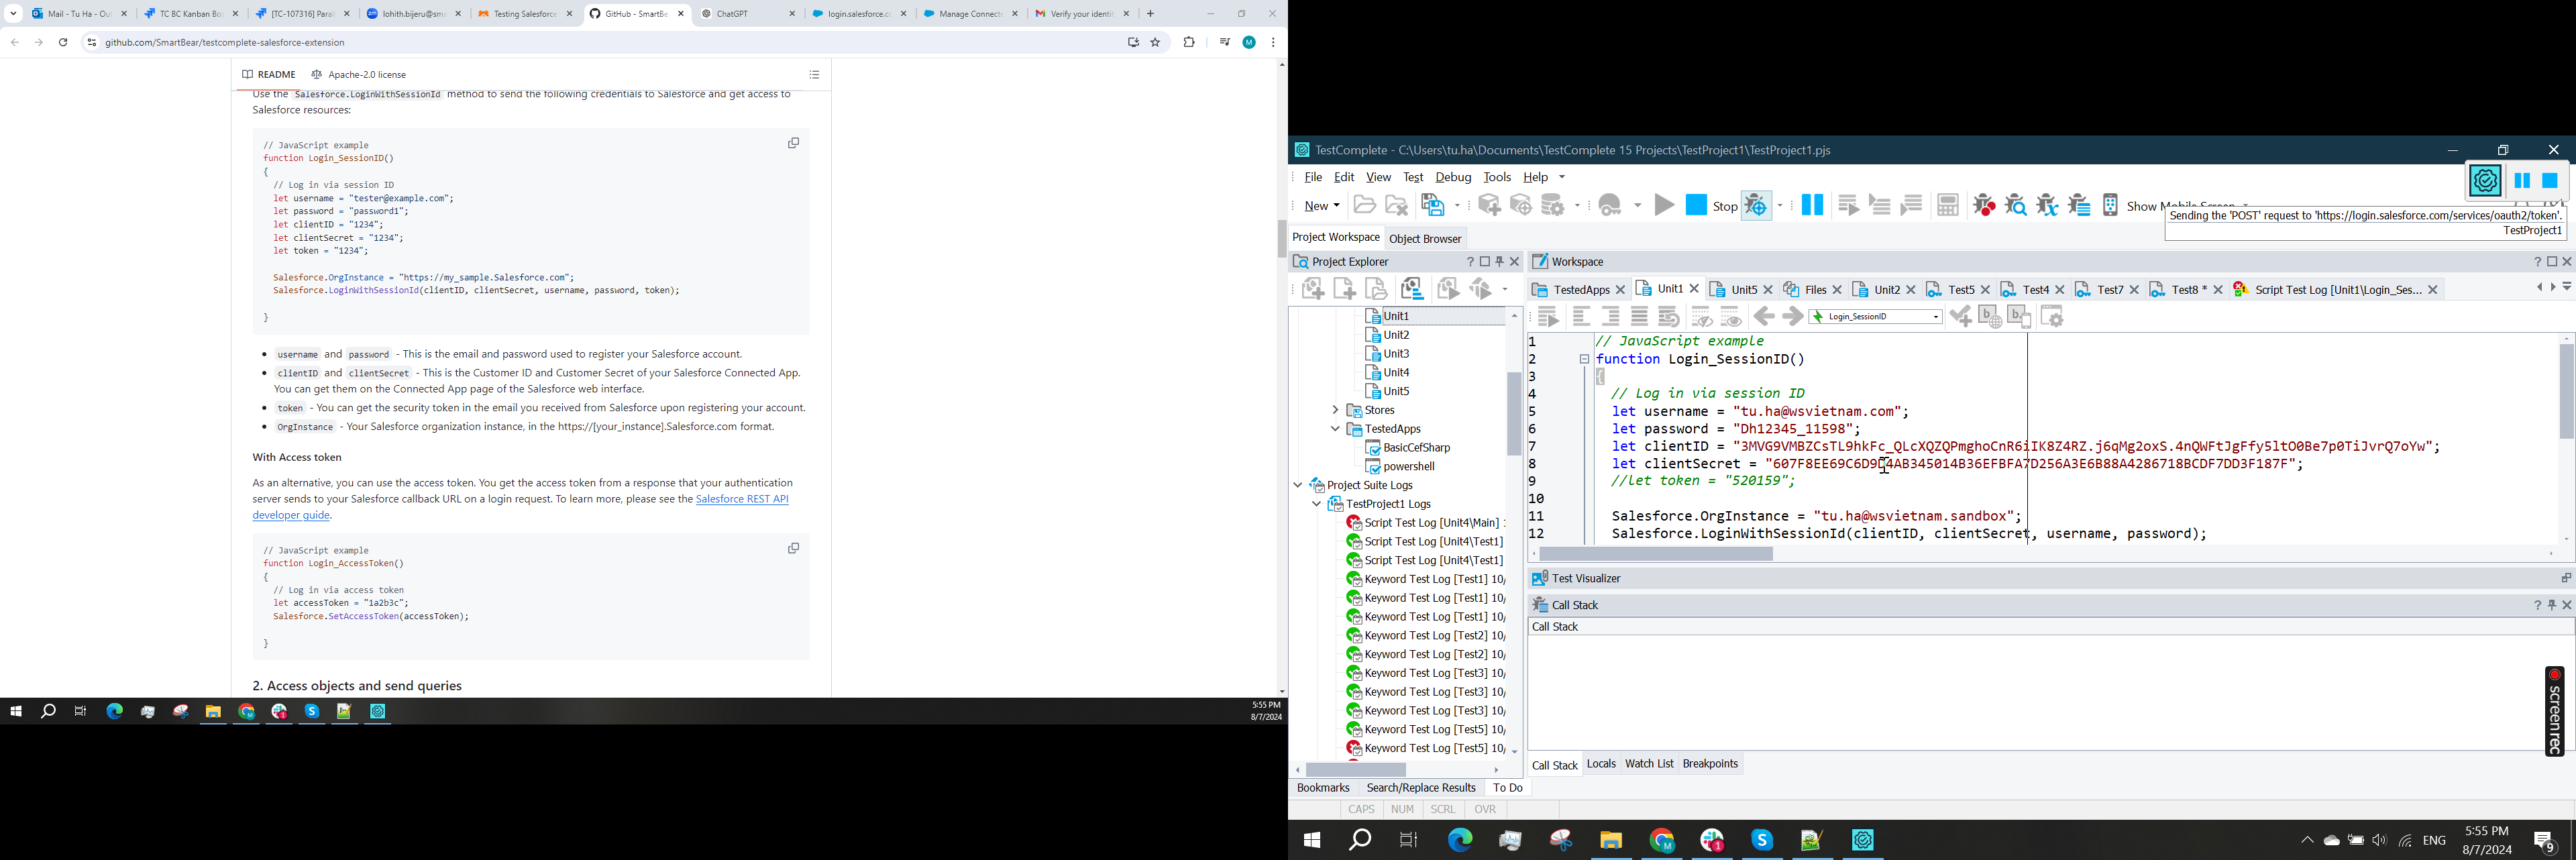 Mail - Tu Ha - Ou
TC BC Kanban Bo
[TC-107316] Paral
lohith.bijeru@sm
Testing Salesforce
GitHub - SmartBe
ChatGPT
login.salesforce.c
Manage Connecte
Verify your identi
github.com/SmartBear/testcomplete-salesforce-extension
M
README
Apache-2.0 license
Use the Salesforce.LoginWithSessionId method to send the following credentials to Salesforce and get access to
Salesforce resources:
// JavaScript example
function Login_SessionID()
{
// Log in via session ID
let username = "tester@example.com";
let password = "password1";
let clientID = "1234";
let clientSecret = "1234";
let token = "1234";
Salesforce.OrgInstance = "https://my_sample.Salesforce.com";
Salesforce.LoginWithSessionId(clientID, clientSecret, username, password, token);
}
username and password - This is the email and password used to register your Salesforce account.
clientID and clientSecret - This is the Customer ID and Customer Secret of your Salesforce Connected App.
You can get them on the Connected App page of the Salesforce web interface.
token - You can get the security token in the email you received from Salesforce upon registering your account.
OrgInstance - Your Salesforce organization instance, in the https://[your_instance].Salesforce.com format.
With Access token
As an alternative, you can use the access token. You get the access token from a response that your authentication
server sends to your Salesforce callback URL on a login request. To learn more, please see the Salesforce REST API
developer guide.
// JavaScript example
function Login_AccessToken()
{
// Log in via access token
let accessToken = "1a2b3c";
Salesforce.SetAccessToken(accessToken);
}
2. Access objects and send queries
5:55 PM
8/7/2024
TestComplete - C:\Users\tu.ha\Documents\TestComplete 15 Projects\TestProject1\TestProject1.pjs
File Edit View Test Debug Tools Help
New
Stop
Show Mobile Screen
Sending the 'POST' request to 'https://login.salesforce.com/services/oauth2/token'.
TestProject1
Project Workspace
Object Browser
Project Explorer
Workspace
TestedApps
Unit1
Unit5
Files
Unit2
Test5
Test4
Test7
Test8 *
Script Test Log [Unit1\Login_Ses...
Login_SessionID
Unit1
Unit2
Unit3
Unit4
Unit5
Stores
TestedApps
BasicCefSharp
powershell
Project Suite Logs
TestProject1 Logs
Script Test Log [Unit4\Main] 1
Script Test Log [Unit4\Test1]
Script Test Log [Unit4\Test1]
Keyword Test Log [Test1] 10/
Keyword Test Log [Test1] 10/
Keyword Test Log [Test1] 10/
Keyword Test Log [Test2] 10/
Keyword Test Log [Test2] 10/
Keyword Test Log [Test3] 10/
Keyword Test Log [Test3] 10/
Keyword Test Log [Test3] 10/
Keyword Test Log [Test5] 10/
Keyword Test Log [Test5] 10/
1 // JavaScript example
2 function Login_SessionID()
3 {
4 // Log in via session ID
5 let username = "tu.ha@wsvietnam.com";
6 let password = "Dh12345_11598";
7 let clientID = "3MVG9VMBZCsTL9hkFc_QLcXQZQPmghoCnR6iIK8Z4RZ.j6qMg2oxS.4nQWFtJgFfy5ltO0Be7p0TiJvrQ7oYw";
8 let clientSecret = "607F8EE69C6D9D4AB345014B36EFBFA7D256A3E6B88A4286718BCDF7DD3F187F";
9 //let token = "520159";
10
11 Salesforce.OrgInstance = "tu.ha@wsvietnam.sandbox";
12 Salesforce.LoginWithSessionId(clientID, clientSecret, username, password);
Test Visualizer
Call Stack
Call Stack
Call Stack
Locals
Watch List
Breakpoints
Bookmarks
Search/Replace Results
To Do
CAPS NUM SCRL OVR
screenrec
ENG
5:55 PM
8/7/2024
9